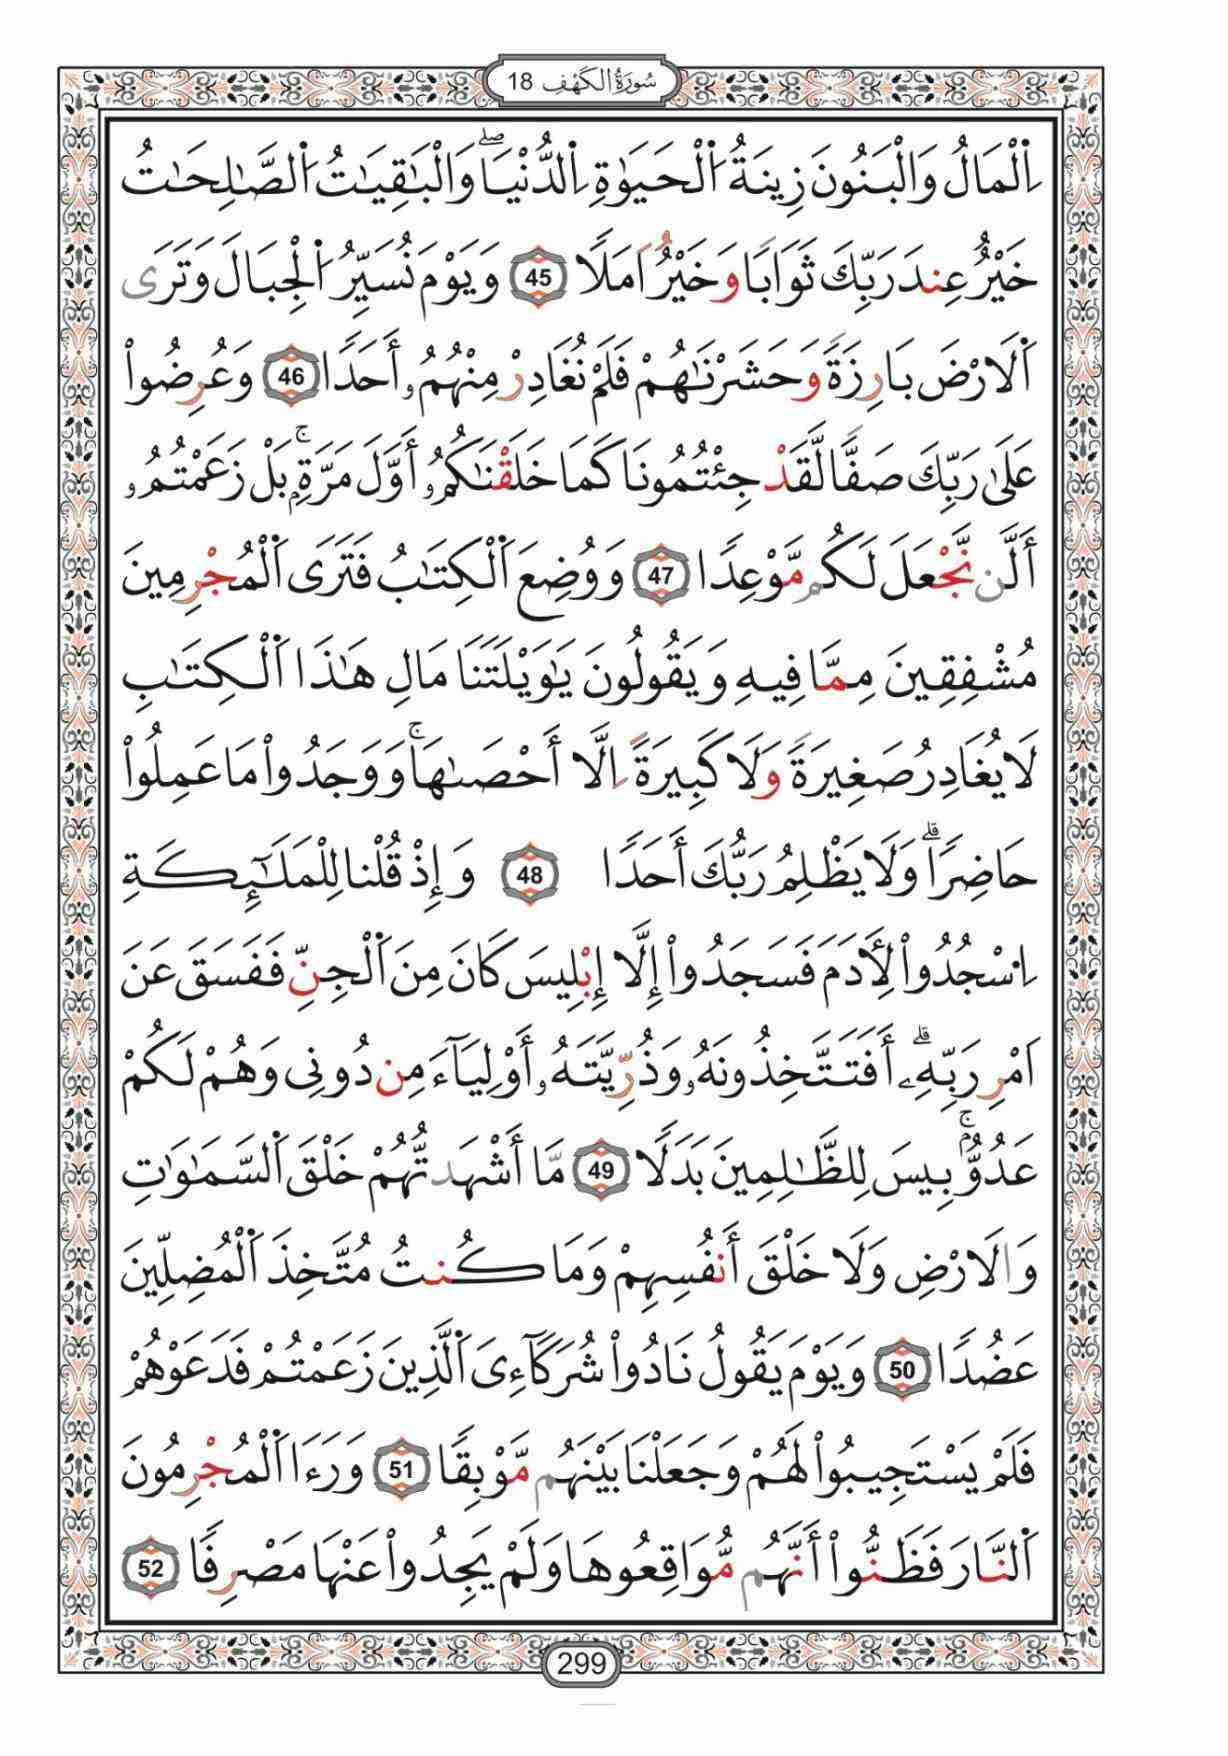 سُورَةُ الكَهْفِ 18
اِ۬لْمَالُ وَالْبَنُونَ زِينَةُ اُ۬لْحَيَوٰةِ اِ۬لدُّنْيَاۖ وَالْبَٰقِيَٰتُ اُ۬لصَّٰلِحَٰتُ
خَيْرٌ عِندَ رَبِّكَ ثَوَابٗا وَخَيْرٌ اَمَلًا 45 وَيَوْمَ نُسَيِّرُ اُ۬لْجِبَالَ وَتَرَى
اَ۬لَارْضَ بَارِزَةٗ وَحَشَرْنَٰهُمْ فَلَمْ نُغَادِرْ مِنْهُمُۥٓ أَحَدٗا 46 وَعُرِضُواْ
عَلَىٰ رَبِّكَ صَفّٗا لَّقَدْ جِئْتُمُونَا كَمَا خَلَقْنَٰكُمُۥٓ أَوَّلَ مَرَّةِۢۚ بَلْ زَعَمْتُمُۥٓ
أَلَّن نَّجْعَلَ لَكُم مَّوْعِدٗا 47 وَوُضِعَ اَ۬لْكِتَٰبُ فَتَرَى اَ۬لْمُجْرِمِينَ
مُشْفِقِينَ مِمَّا فِيهِ وَيَقُولُونَ يَٰوَيْلَتَنَا مَالِ هَٰذَا اَ۬لْكِتَٰبِ
لَا يُغَادِرُ صَغِيرَةٗ وَلَا كَبِيرَةً اِلَّآ أَحْصَىٰهَاۚ وَوَجَدُواْ مَا عَمِلُواْ
حَاضِرٗاۗ وَلَا يَظْلِمُ رَبُّكَ أَحَدٗا 48 وَإِذْ قُلْنَا لِلْمَلَٰٓئِكَةِ
اِ۟سْجُدُواْ لِأٓدَمَ فَسَجَدُوٓاْ إِلَّآ إِبْلِيسَ كَانَ مِنَ اَ۬لْجِنِّ فَفَسَقَ عَنَ
اَمْرِ رَبِّهِۦٓۗ أَفَتَتَّخِذُونَهُۥ وَذُرِّيَّتَهُۥٓ أَوْلِيَآءَ مِن دُونِى وَهُمْ لَكُمْ
عَدُوُّۢۚ بِيسَ لِلظَّٰلِمِينَ بَدَلٗا 49 مَّآ أَشْهَدتُّهُمْ خَلْقَ اَ۬لسَّمَٰوَٰتِ
وَالَارْضِ وَلَا خَلْقَ أَنفُسِهِمْ وَمَا كُنتُ مُتَّخِذَ اَ۬لْمُضِلِّينَ
عَضُدٗا 50 وَيَوْمَ يَقُولُ نَادُواْ شُرَكَآءِىَ اَ۬لَّذِينَ زَعَمْتُمْ فَدَعَوْهُمْ
فَلَمْ يَسْتَجِيبُواْ لَهُمْ وَجَعَلْنَا بَيْنَهُم مَّوْبِقٗا 51 وَرَءَا اَ۬لْمُجْرِمُونَ
اَ۬لنَّارَ فَظَنُّوٓاْ أَنَّهُم مُّوَاقِعُوهَا وَلَمْ يَجِدُواْ عَنْهَا مَصْرِفٗا 52
299